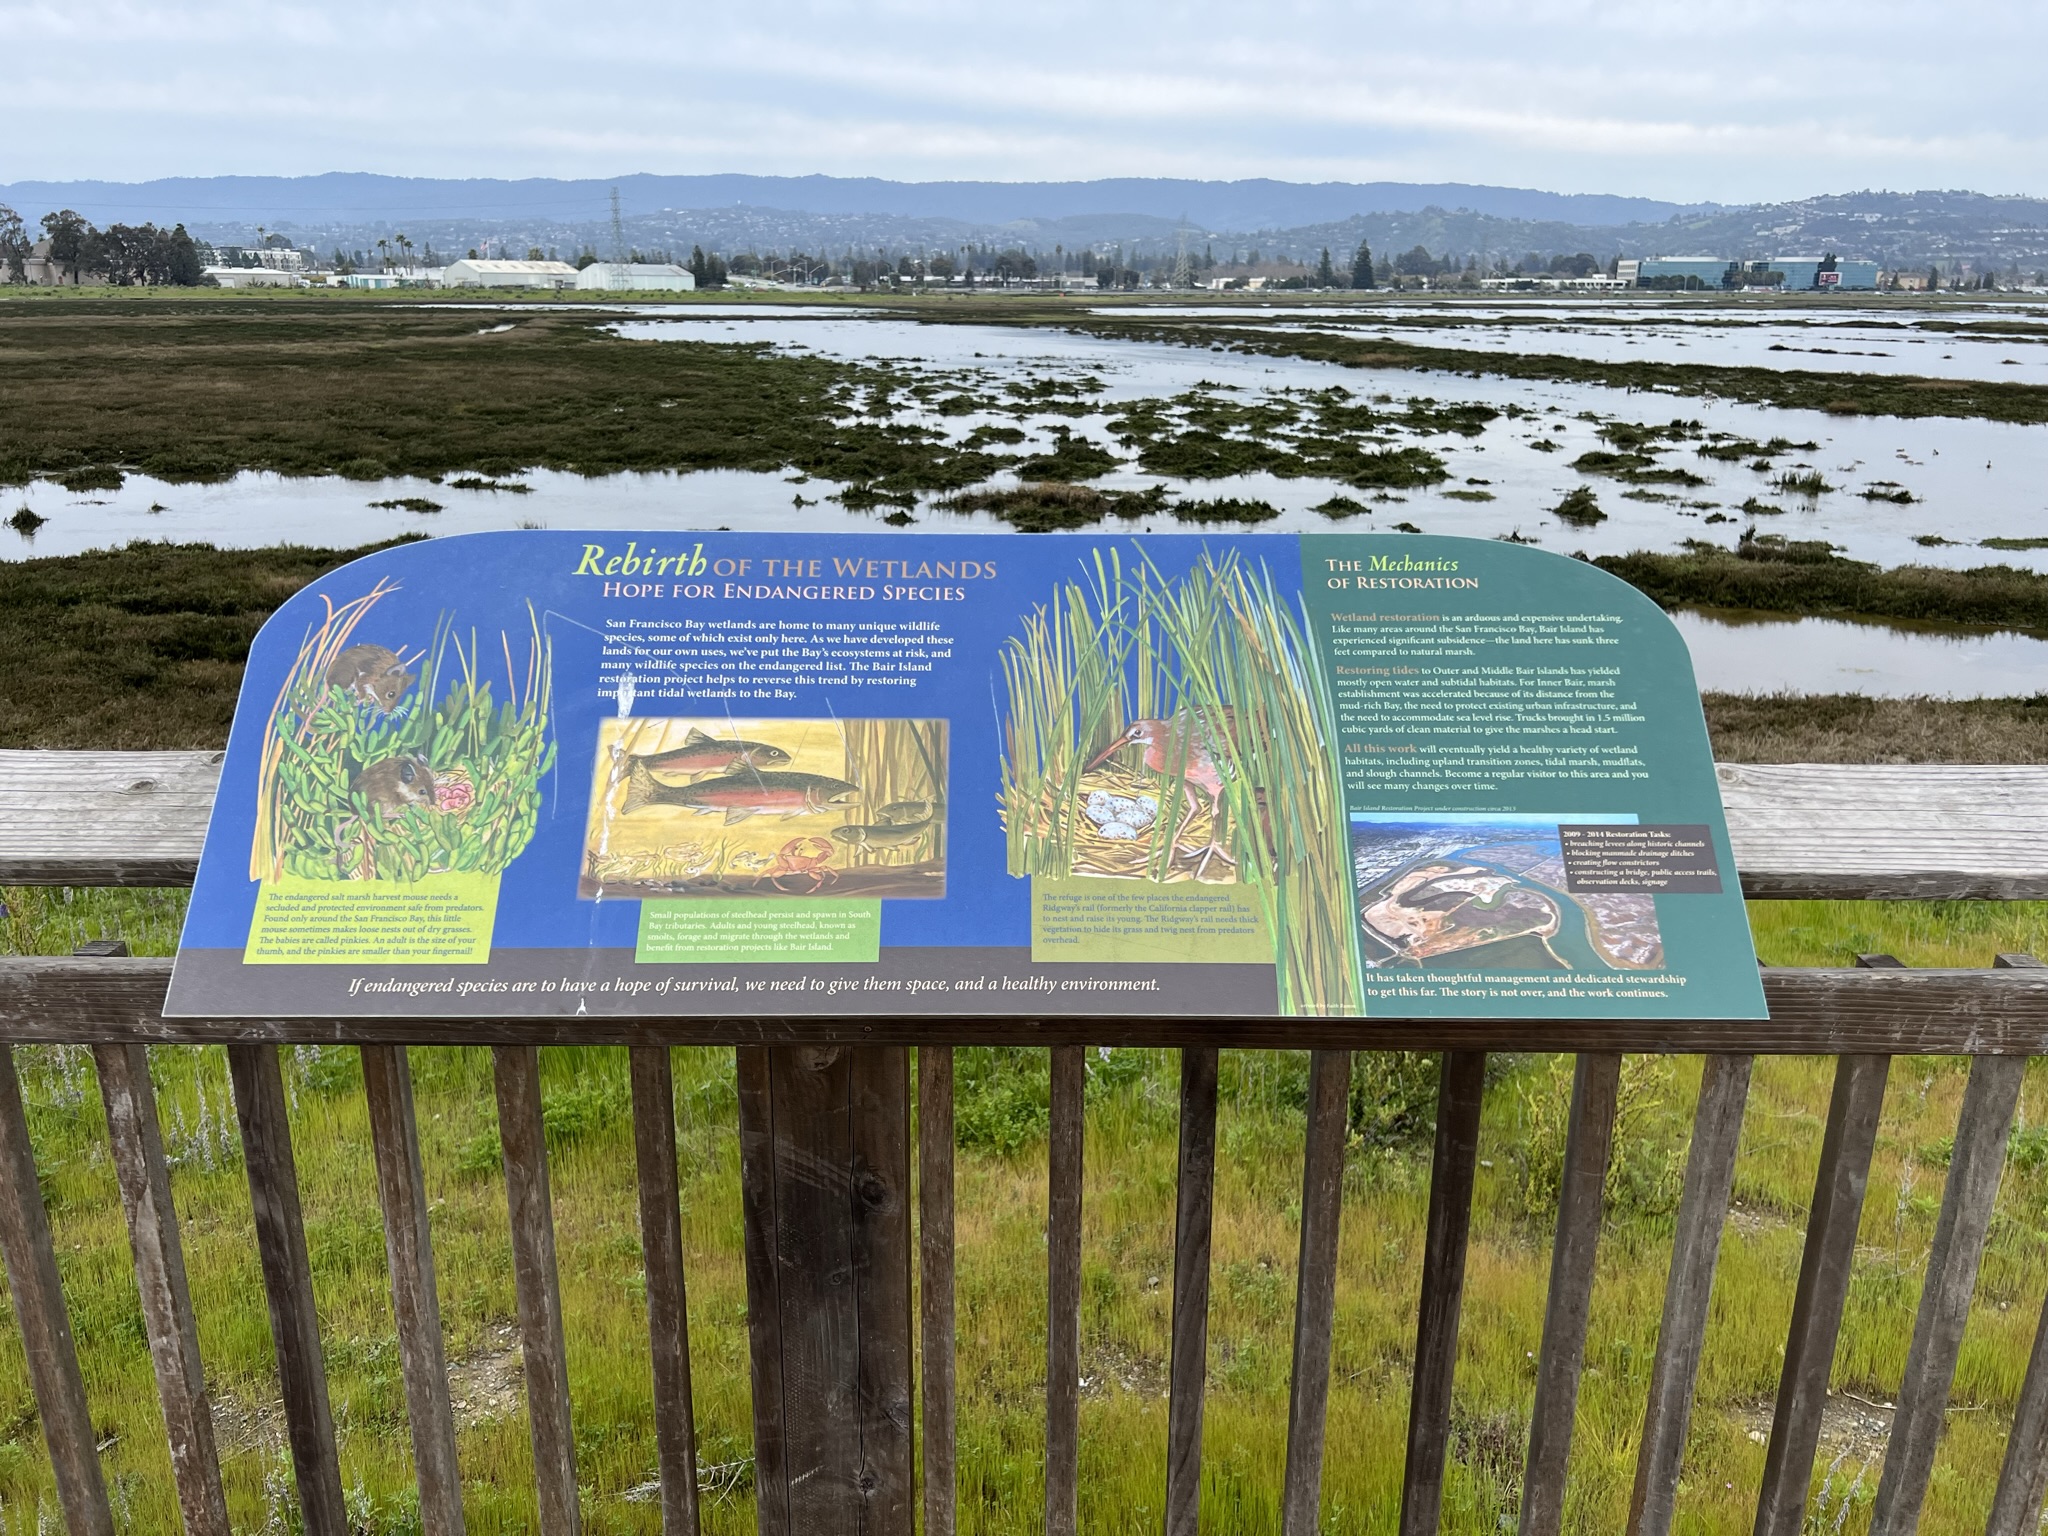 Rebirth OF THE WETLANDS
HOPE FOR ENDANGERED SPECIES
San Francisco Bay wetlands are home to many unique wildlife
species, some of which exist only here. As we have developed these
lands for our own uses, we've put the Bay's ecosystems at risk, and
many wildlife species on the endangered list. The Bair Island
restoration project helps to reverse this trend by restoring
important tidal wetlands to the Bay.
The endangered salt marsh harvest mouse needs a
secluded and protected environment safe from predators.
Found only around the San Francisco Bay, this little
mouse sometimes makes loose nests out of dry grasses.
The babies are called pinkies. An adult is the size of your
thumb, and the pinkies are smaller than your fingernail!
Small populations of steelhead persist and spawn in South
Bay tributaries. Adults and young steelhead, known as
smolts, forage and migrate through the wetlands and
benefit from restoration projects like Bair Island.
The refuge is one of the few places the endangered
Ridgway's rail (formerly the California clapper rail) has
to nest and raise its young. The Ridgway's rail needs thick
vegetation to hide its grass and twig nest from predators
overhead.
If endangered species are to have a hope of survival, we need to give them space, and a healthy environment.
THE Mechanics
OF RESTORATION
Wetland restoration is an arduous and expensive undertaking.
Like many areas around the San Francisco Bay, Bair Island has
experienced significant subsidence—the land here has sunk three
feet compared to natural marsh.
Restoring tides to Outer and Middle Bair Islands has yielded
mostly open water and subtidal habitats. For Inner Bair, marsh
establishment was accelerated because of its distance from the
mud-rich Bay, the need to protect existing urban infrastructure, and
the need to accommodate sea level rise. Trucks brought in 1.5 million
cubic yards of clean material to give the marshes a head start.
All this work will eventually yield a healthy variety of wetland
habitats, including upland transition zones, tidal marsh, mudflats,
and slough channels. Become a regular visitor to this area and you
will see many changes over time.
Bair Island Restoration Project under construction circa 2013
2009 - 2014 Restoration Tasks:
• breaching levees along historic channels
• blocking manmade drainage ditches
• creating flow constrictors
• constructing a bridge, public access trails,
observation decks, signage
It has taken thoughtful management and dedicated stewardship
to get this far. The story is not over, and the work continues.